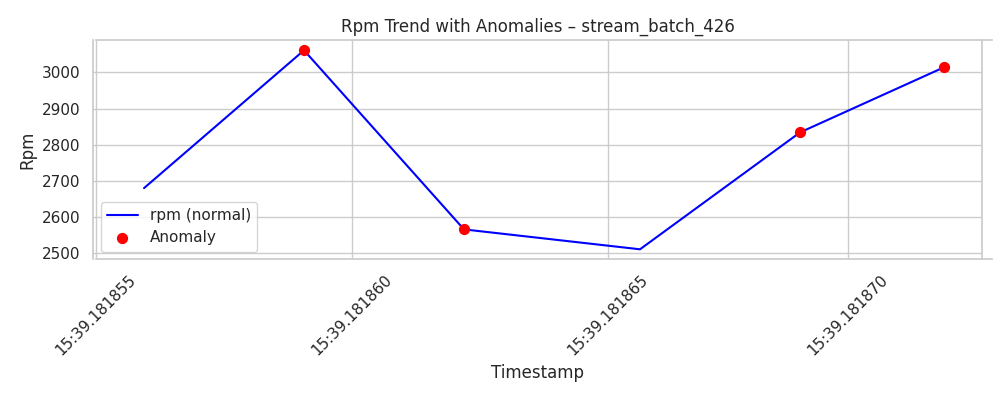 Rpm Trend with Anomalies – stream_batch_426
Rpm
3000
2900
2800
2700
2600
2500
rpm (normal)
Anomaly
15:39.181855
15:39.181860
15:39.181865
15:39.181870
Timestamp